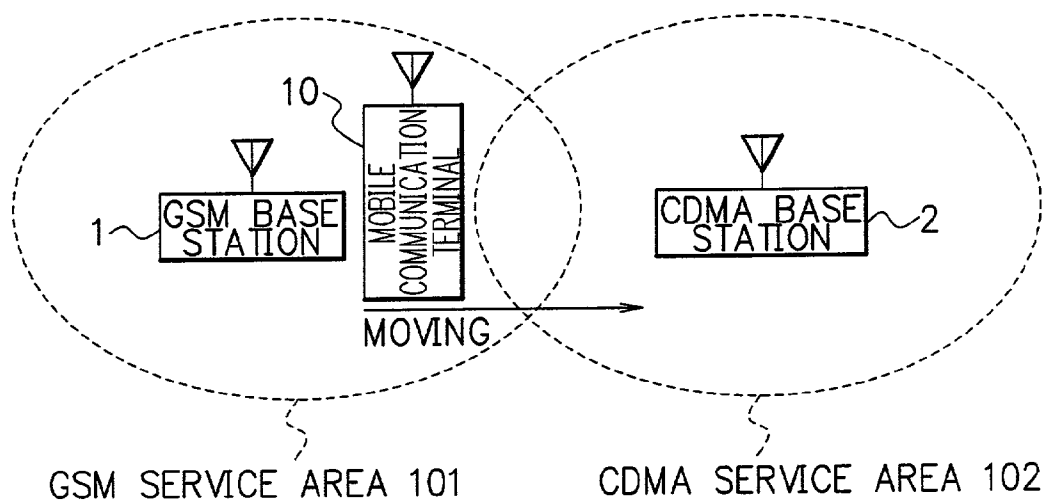 10
MOBILE
COMMUNICATION
TERMINAL
1
GSM BASE
STATION
CDMA BASE
STATION
2
MOVING
GSM SERVICE AREA 101
CDMA SERVICE AREA 102